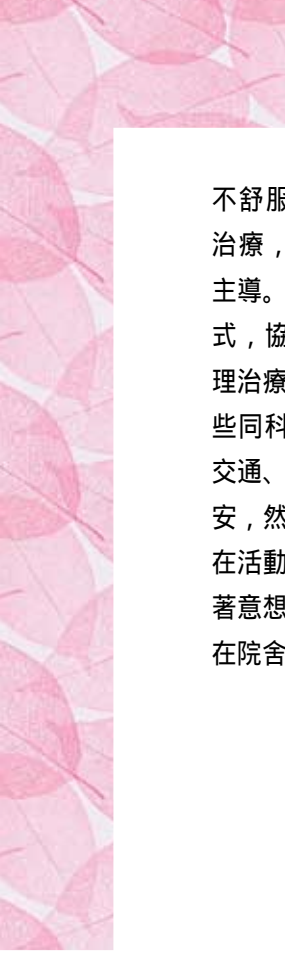 不舒服
治療，
主導。
式，協
理治療
些同科
交通、
安，然
在活動
著意想
在院舍